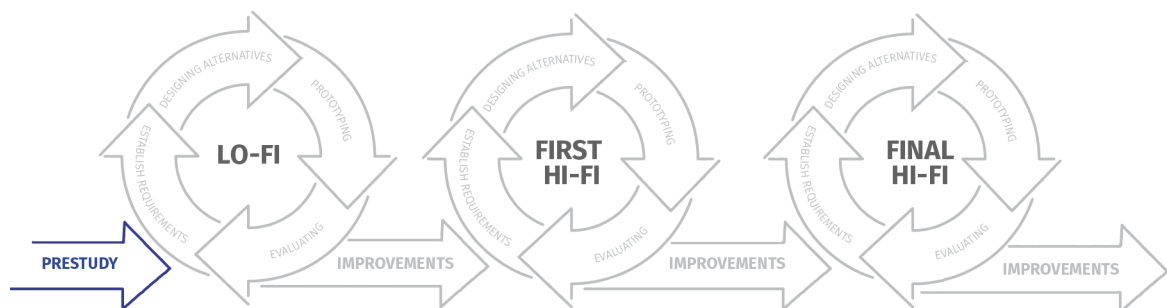 PRESTUDY
LO-FI
ESTABLISH REQUIREMENTS
DESIGNING ALTERNATIVES
PROTOTYPING
EVALUATING
IMPROVEMENTS
FIRST
HI-FI
ESTABLISH REQUIREMENTS
DESIGNING ALTERNATIVES
PROTOTYPING
EVALUATING
IMPROVEMENTS
FINAL
HI-FI
ESTABLISH REQUIREMENTS
DESIGNING ALTERNATIVES
PROTOTYPING
EVALUATING
IMPROVEMENTS